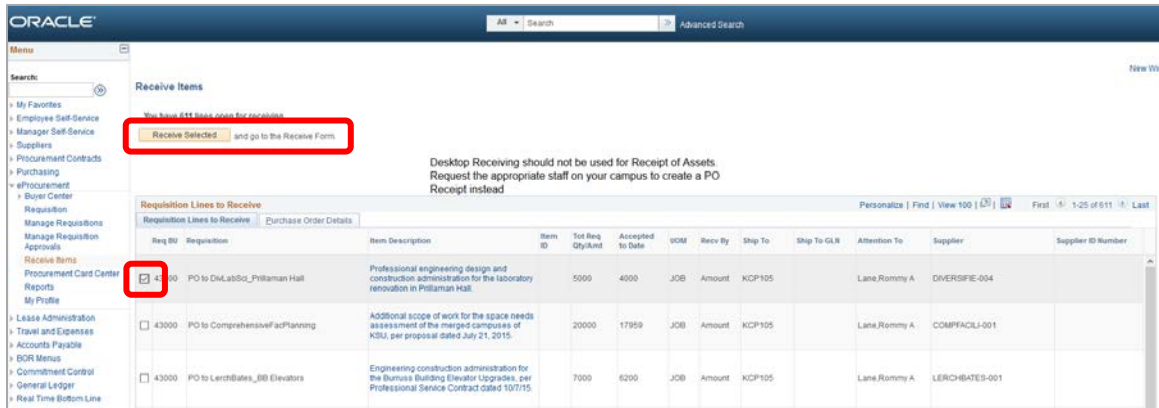 ORACLE
All Search Advanced Search
Menu
New Wi
Search:
Receive Items
My Favorites
Employee Self-Service
You have 611 lines open for receiving
Manager Self-Service
Receive Selected and go to the Receive Form.
Suppliers
Procurement Contracts
Desktop Receiving should not be used for Receipt of Assets.
Purchasing
Request the appropriate staff on your campus to create a PO
eProcurement
Receipt instead
Buyer Center
Requisition
Requisition Lines to Receive
Personalize | Find | View 100 | First 1-25 of 611 Last
Manage Requisitions
Requisition Lines to Receive Purchase Order Details
Manage Requisition
Approvals
Req BU Requisition Item Description Item ID Tot Req Qty/Amt Accepted to Date UOM Recv By Ship To Ship To GLN Attention To Supplier Supplier ID Number
Receive Items
Procurement Card Center
Reports
My Profile
Professional engineering design and
43000 PO to DivLabSci_Prillaman Hall construction administration for the laboratory 5000 4000 JOB Amount KCP105 Lane,Rommy A DIVERSIFIE-004
renovation in Prillaman Hall.
Lease Administration
Travel and Expenses
Accounts Payable
BOR Menus
Commitment Control
General Ledger
Real Time Bottom Line
Additional scope of work for the space needs
43000 PO to ComprehensiveFacPlanning assessment of the merged campuses of 20000 17959 JOB Amount KCP105 Lane,Rommy A COMPFACILI-001
KSU, per proposal dated July 21, 2015.
Engineering construction administration for
43000 PO to LerchBates_BB Elevators the Burruss Building Elevator Upgrades, per 7000 6200 JOB Amount KCP105 Lane,Rommy A LERCHBATES-001
Professional Service Contract dated 10/7/15